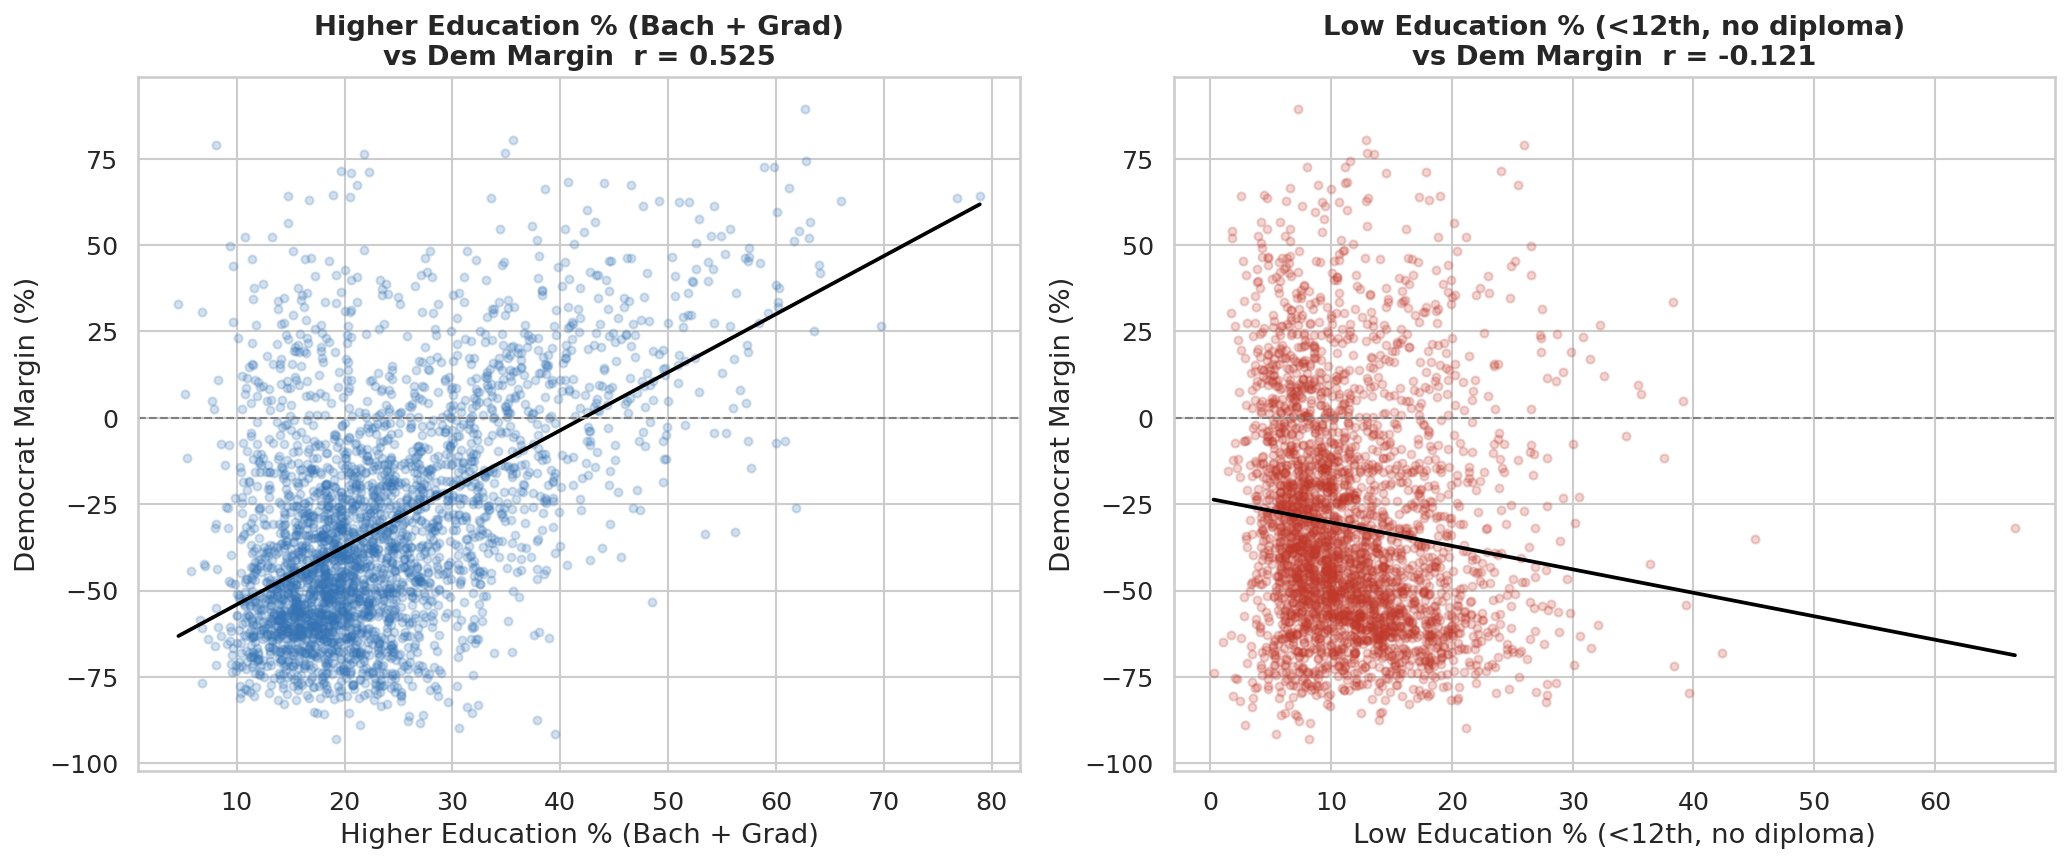 Higher Education % (Bach + Grad)
vs Dem Margin  r = 0.525
Democrat Margin (%)
75
50
25
0
−25
−50
−75
−100
10 20 30 40 50 60 70 80
Higher Education % (Bach + Grad)
Low Education % (<12th, no diploma)
vs Dem Margin  r = -0.121
Democrat Margin (%)
75
50
25
0
−25
−50
−75
−100
0 10 20 30 40 50 60
Low Education % (<12th, no diploma)